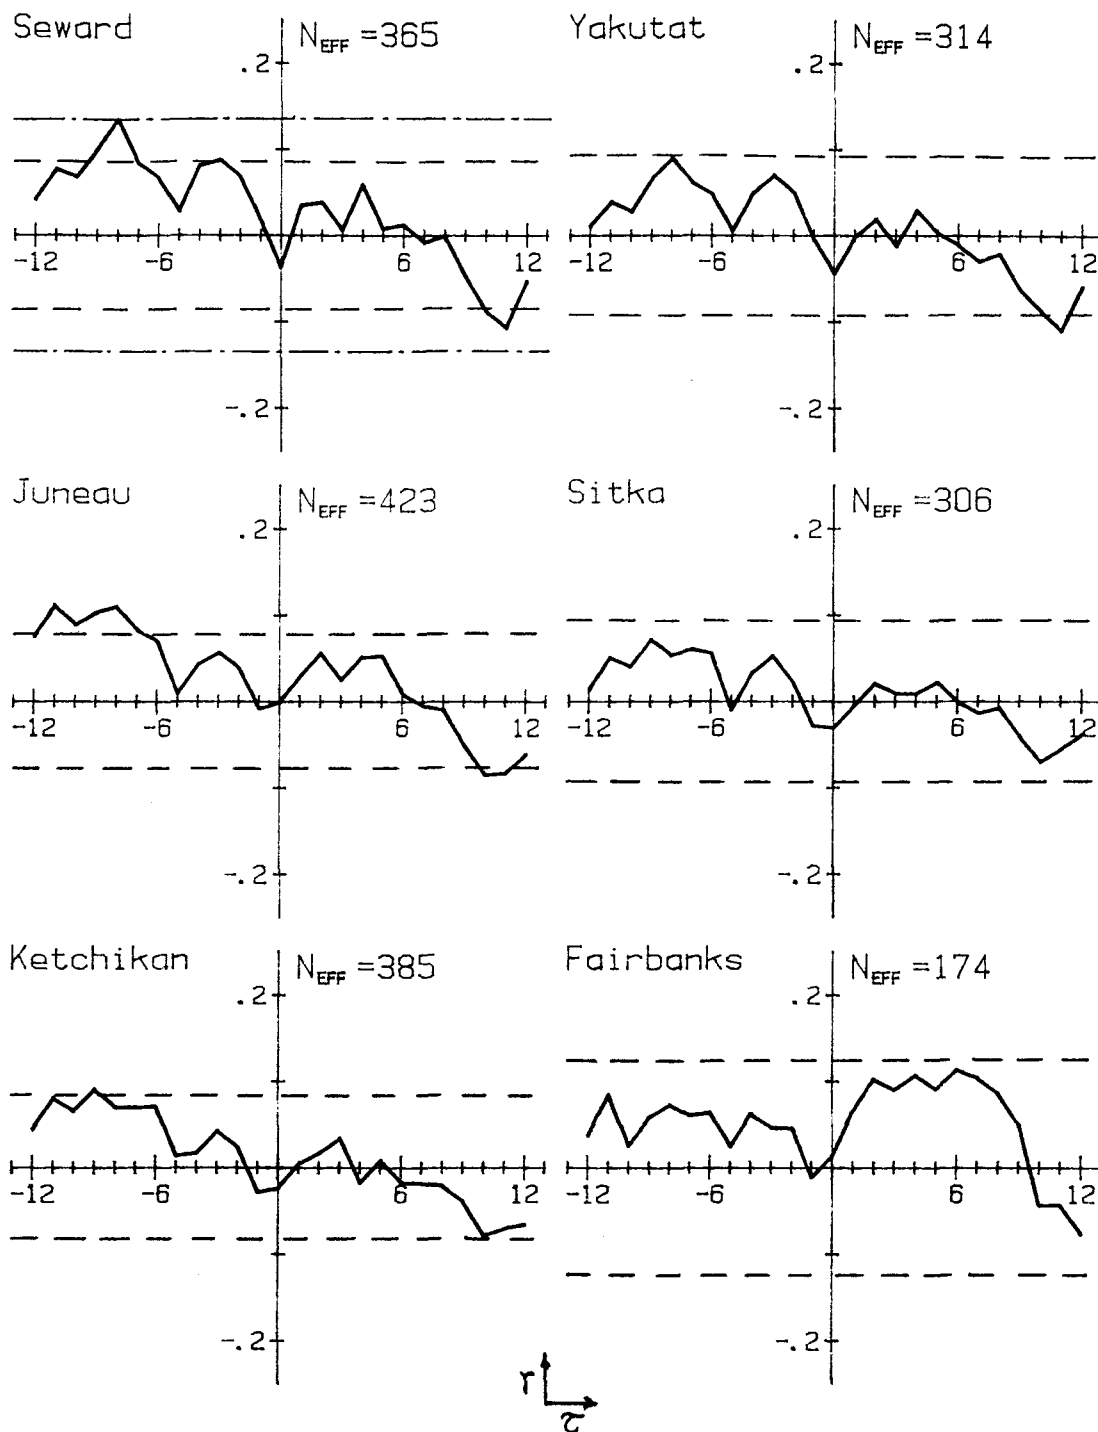 Seward N_EFF =365
.2
-12 -6 6 12
-.2
Yakutat N_EFF =314
.2
-12 -6 6 12
-.2
Juneau N_EFF =423
.2
-12 -6 6 12
-.2
Sitka N_EFF =306
.2
-12 -6 6 12
-.2
Ketchikan N_EFF =385
.2
-12 -6 6 12
-.2
Fairbanks N_EFF =174
.2
-12 -6 6 12
-.2
r
τ